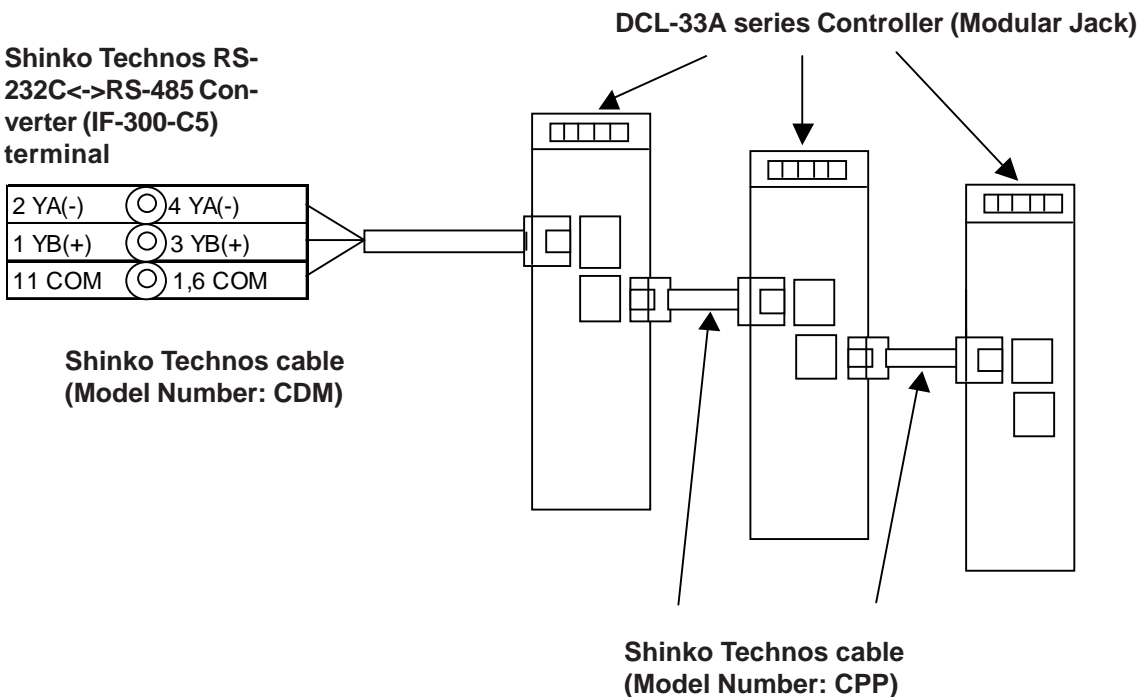 DCL-33A series Controller (Modular Jack)
Shinko Technos RS-
232C<->RS-485 Con-
verter (IF-300-C5)
terminal
2 YA(-) 4 YA(-)
1 YB(+) 3 YB(+)
11 COM 1,6 COM
Shinko Technos cable
(Model Number: CDM)
Shinko Technos cable
(Model Number: CPP)